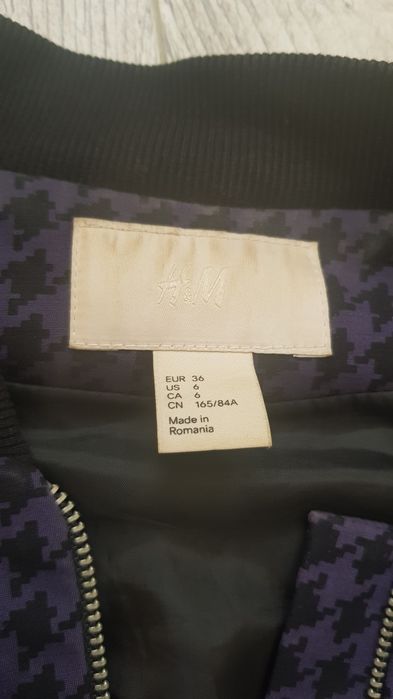 H&M
EUR 36
US 6
CA 6
CN 165/84A
Made in
Romania